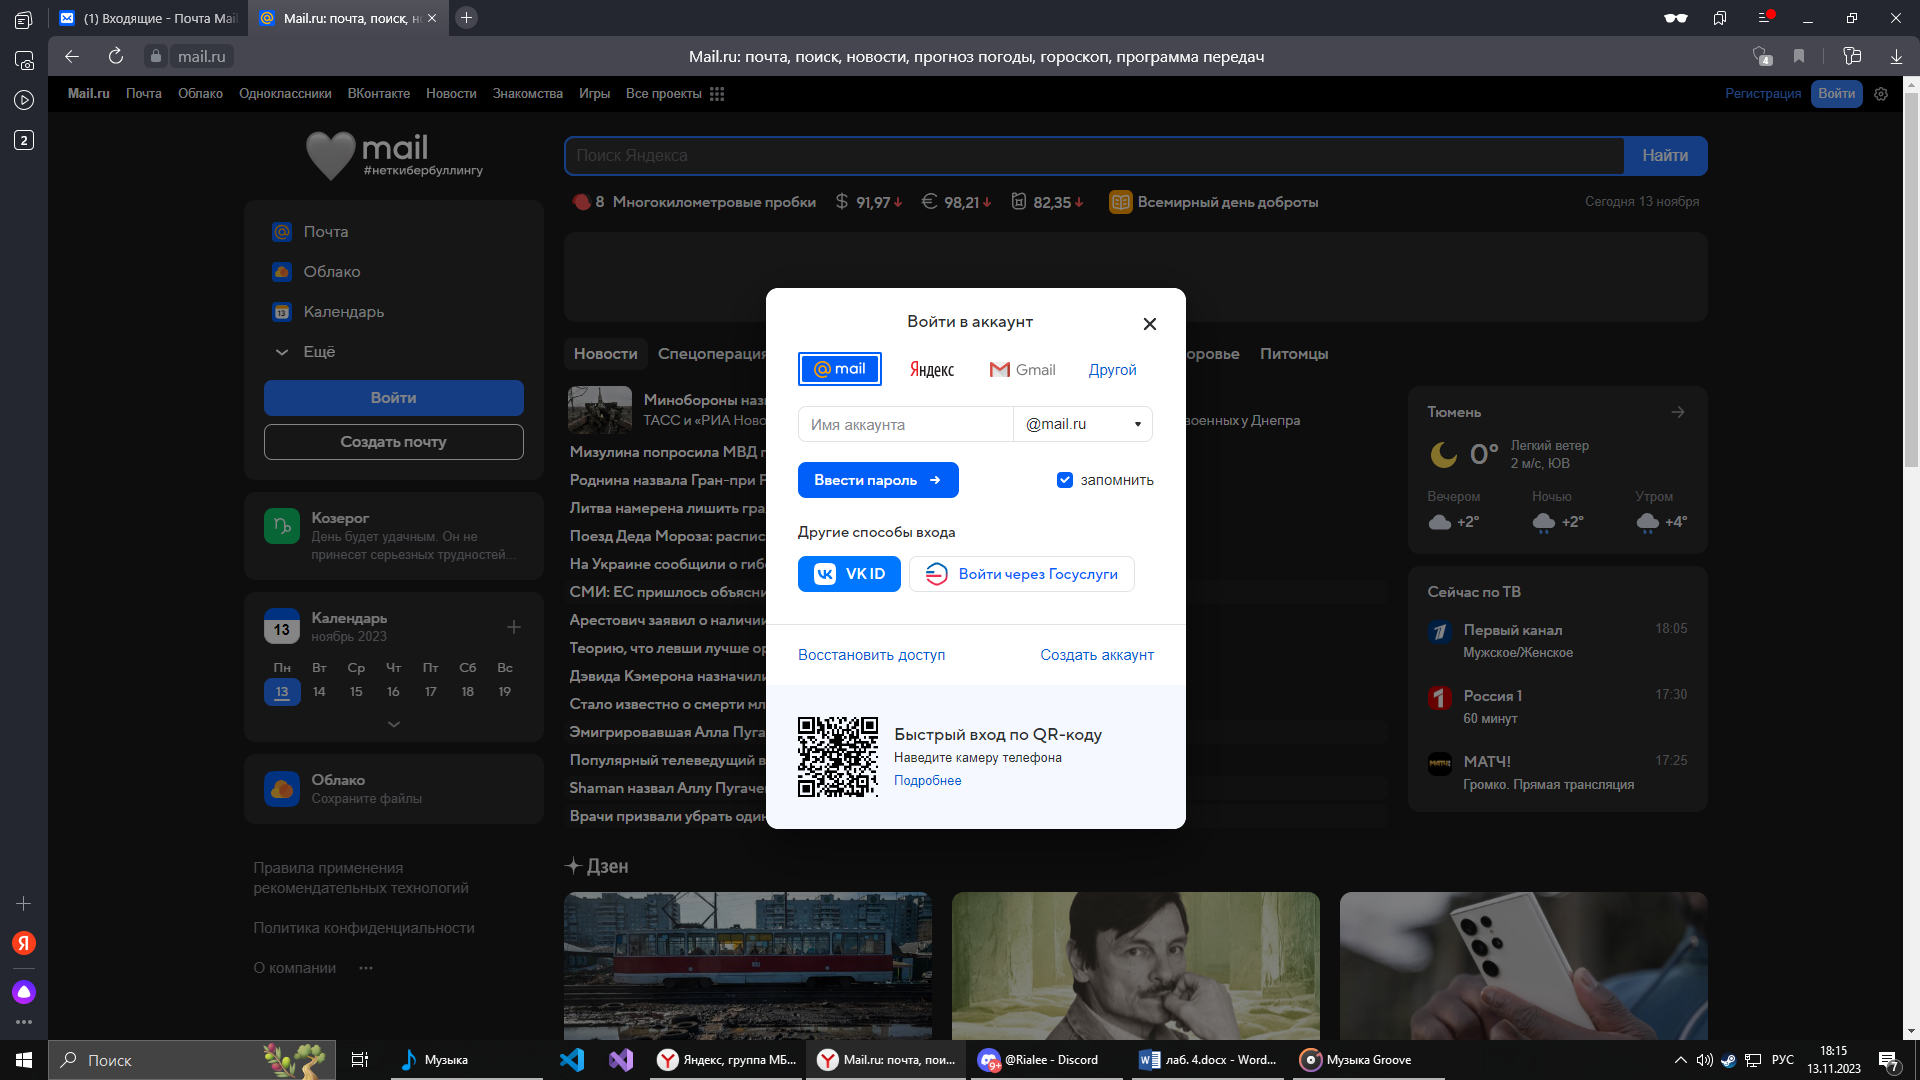 (1) Входящие - Почта Mail
Mail.ru: почта, поиск, но
mail.ru
Mail.ru: почта, поиск, новости, прогноз погоды, гороскоп, программа передач
4
2
Mail.ru Почта Облако Одноклассники ВКонтакте Новости Знакомства Игры Все проекты
Регистрация Войти
mail
#неткибербуллингу
Поиск Яндекса
Найти
8 Многокилометровые пробки $ 91,97 € 98,21 82,35 Всемирный день доброты
Сегодня 13 ноября
Почта
Облако
Календарь
Ещё
Войти
Создать почту
Козерог
День будет удачным. Он не
принесет серьезных трудностей...
13
Календарь
ноябрь 2023
Пн Вт Ср Чт Пт Сб Вс
13 14 15 16 17 18 19
Облако
Сохраните файлы
Правила применения
рекомендательных технологий
Политика конфиденциальности
О компании
Новости Спецоперация
оровье Питомцы
Минобороны наз
ТАСС и «РИА Ново
военных у Днепра
Мизулина попросила МВД
Роднина назвала Гран-при
Литва намерена лишить гра
Поезд Деда Мороза: распис
На Украине сообщили о гиб
СМИ: ЕС пришлось объясни
Арестович заявил о наличии
Теорию, что левши лучше ор
Дэвида Кэмерона назначили
Стало известно о смерти мл
Эмигрировавшая Алла Пуга
Популярный телеведущий в
Shaman назвал Аллу Пугаче
Врачи призвали убрать один
Дзен
Войти в аккаунт
@mail Яндекс Gmail Другой
Имя аккаунта
@mail.ru
Ввести пароль
запомнить
Другие способы входа
VK ID
Войти через Госуслуги
Восстановить доступ
Создать аккаунт
Быстрый вход по QR-коду
Наведите камеру телефона
Подробнее
Тюмень
0°
Легкий ветер
2 м/с, ЮВ
Вечером Ночью Утром
+2° +2° +4°
Сейчас по ТВ
Первый канал 18:05
Мужское/Женское
Россия 1 17:30
60 минут
МАТЧ! 17:25
Громко. Прямая трансляция
Я
Поиск
Музыка
Яндекс, группа МБ...
Mail.ru: почта, пои...
9+
@Rialee - Discord
лаб. 4.docx - Word...
Музыка Groove
РУС
18:15
13.11.2023
7